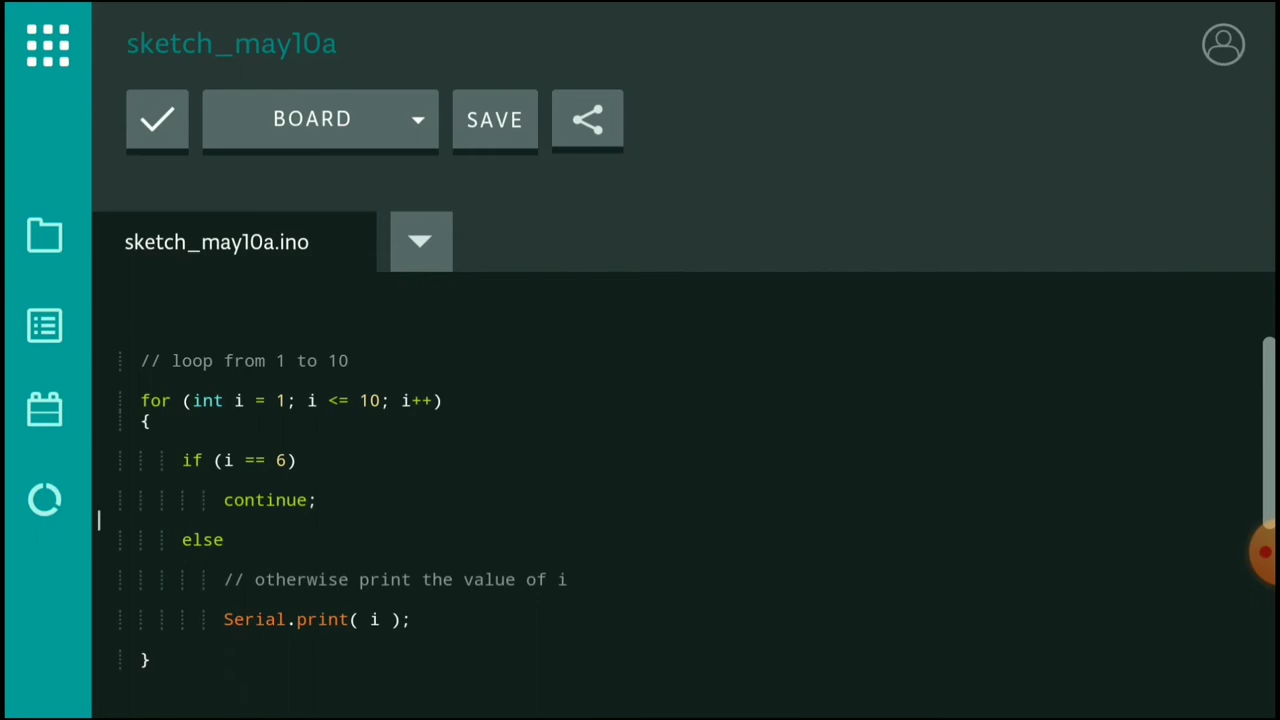 sketch_may10a
BOARD SAVE
sketch_may10a.ino
// loop from 1 to 10
for (int i = 1; i <= 10; i++)
{
if (i == 6)
continue;
else
// otherwise print the value of i
Serial.print( i );
}